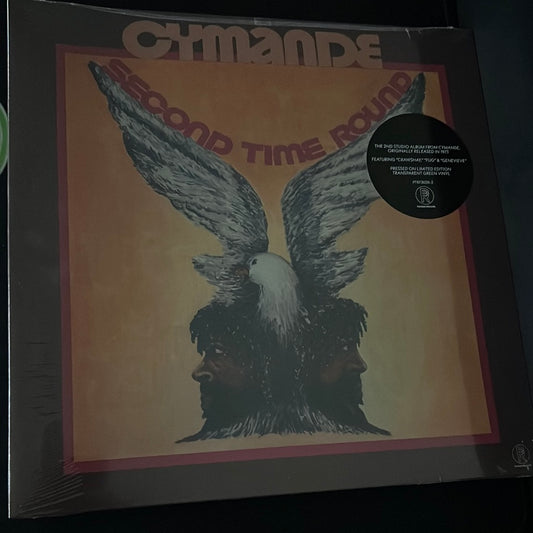 CYMANDE
SECOND TIME ROUND
THE 2ND STUDIO ALBUM FROM CYMANDE,
ORIGINALLY RELEASED IN 1973
FEATURING "CRAWSHAY," "FUG" & "GENEVIEVE"
PRESSED ON LIMITED EDITION
TRANSPARENT GREEN VINYL